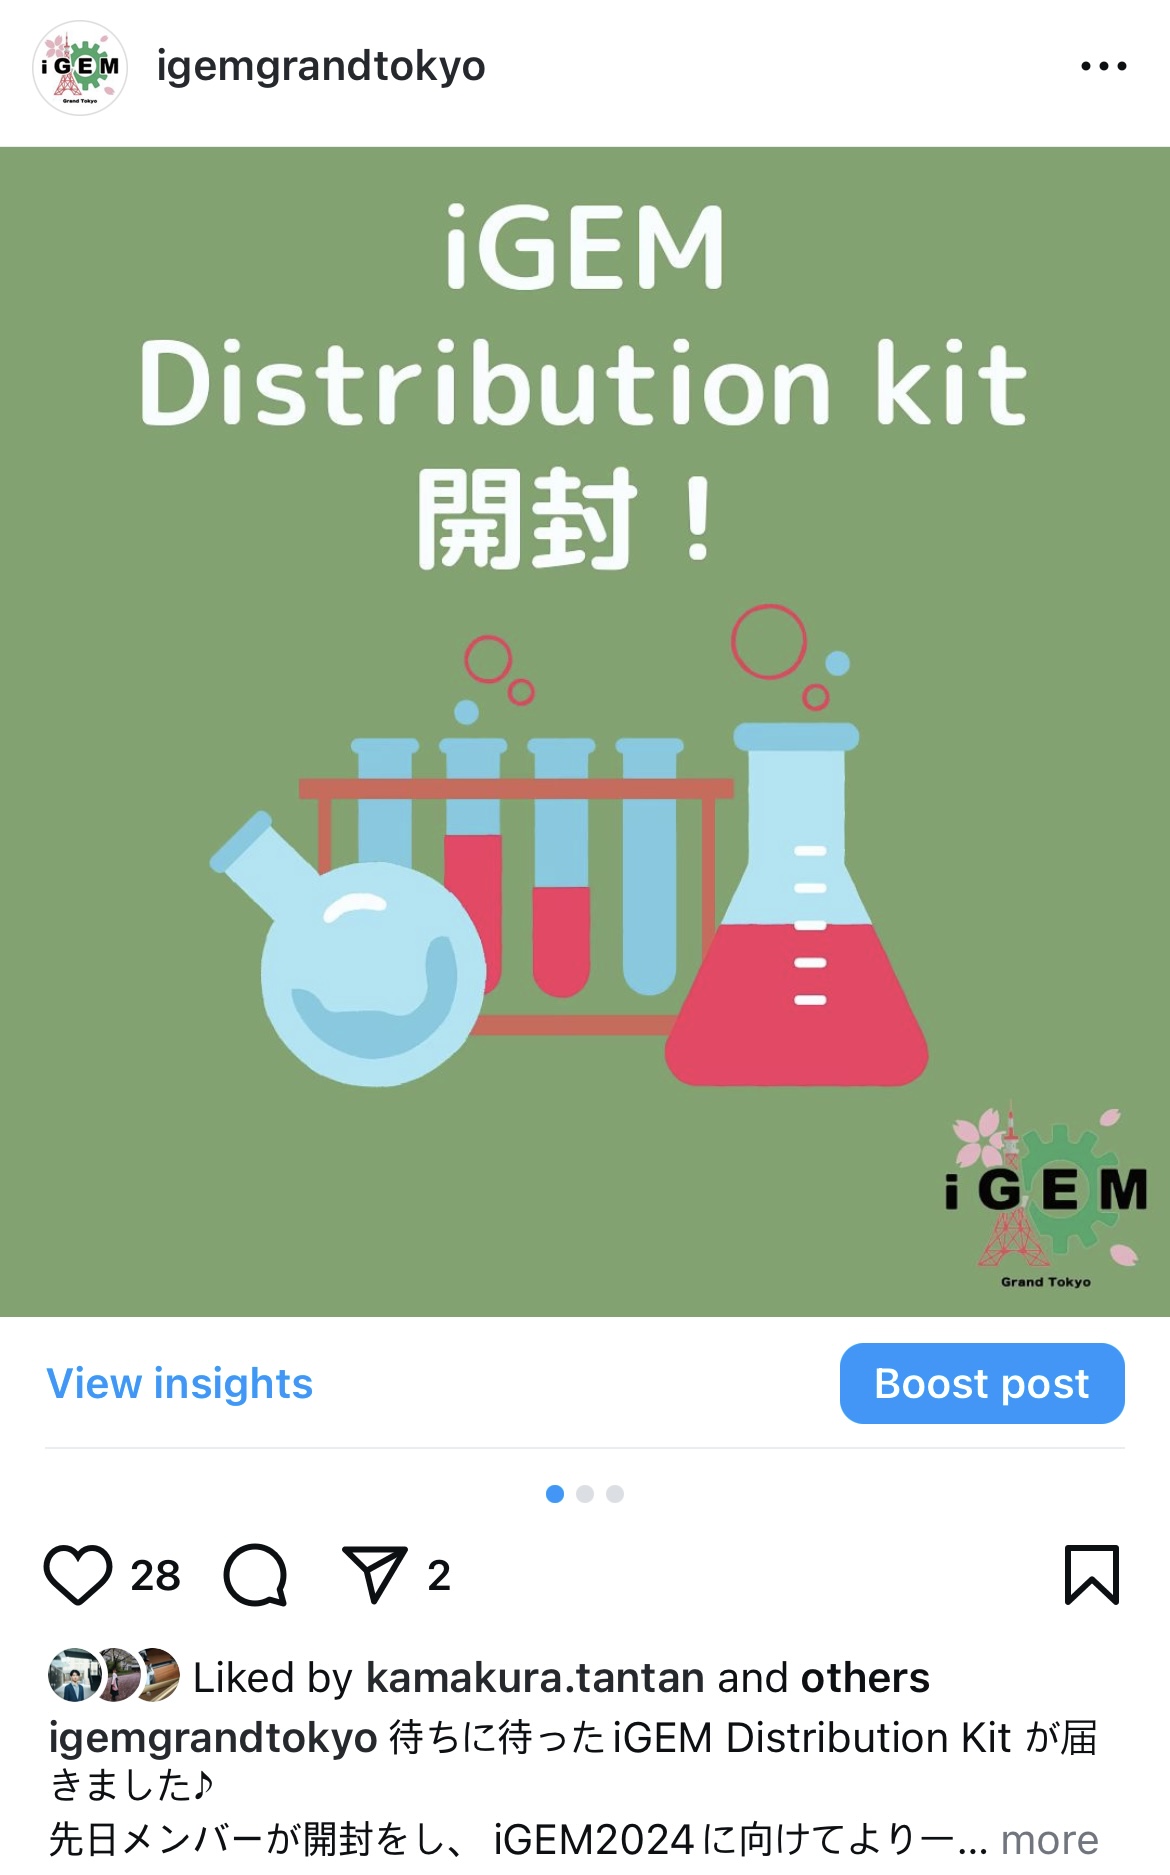 iGEM
Grand Tokyo
igemgrandtokyo
iGEM
Distribution kit
開封！
iGEM
Grand Tokyo
View insights
Boost post
28
2
Liked by kamakura.tantan and others
igemgrandtokyo 待ちに待ったiGEM Distribution Kit が届
きました♪
先日メンバーが開封をし、iGEM2024に向けてより一... more